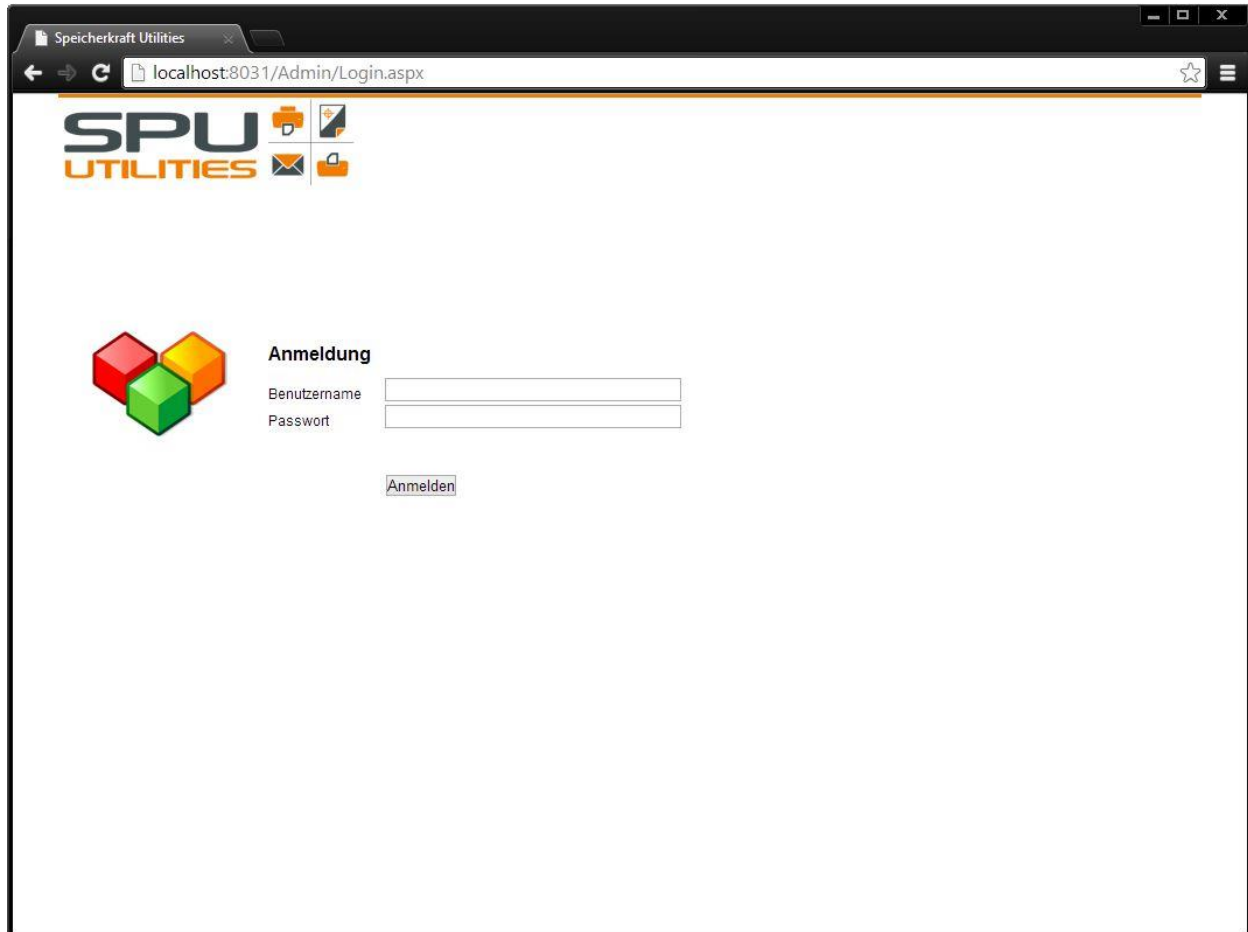 Speicherkraft Utilities
localhost:8031/Admin/Login.aspx
SPU
UTILITIES
Anmeldung
Benutzername
Passwort
Anmelden